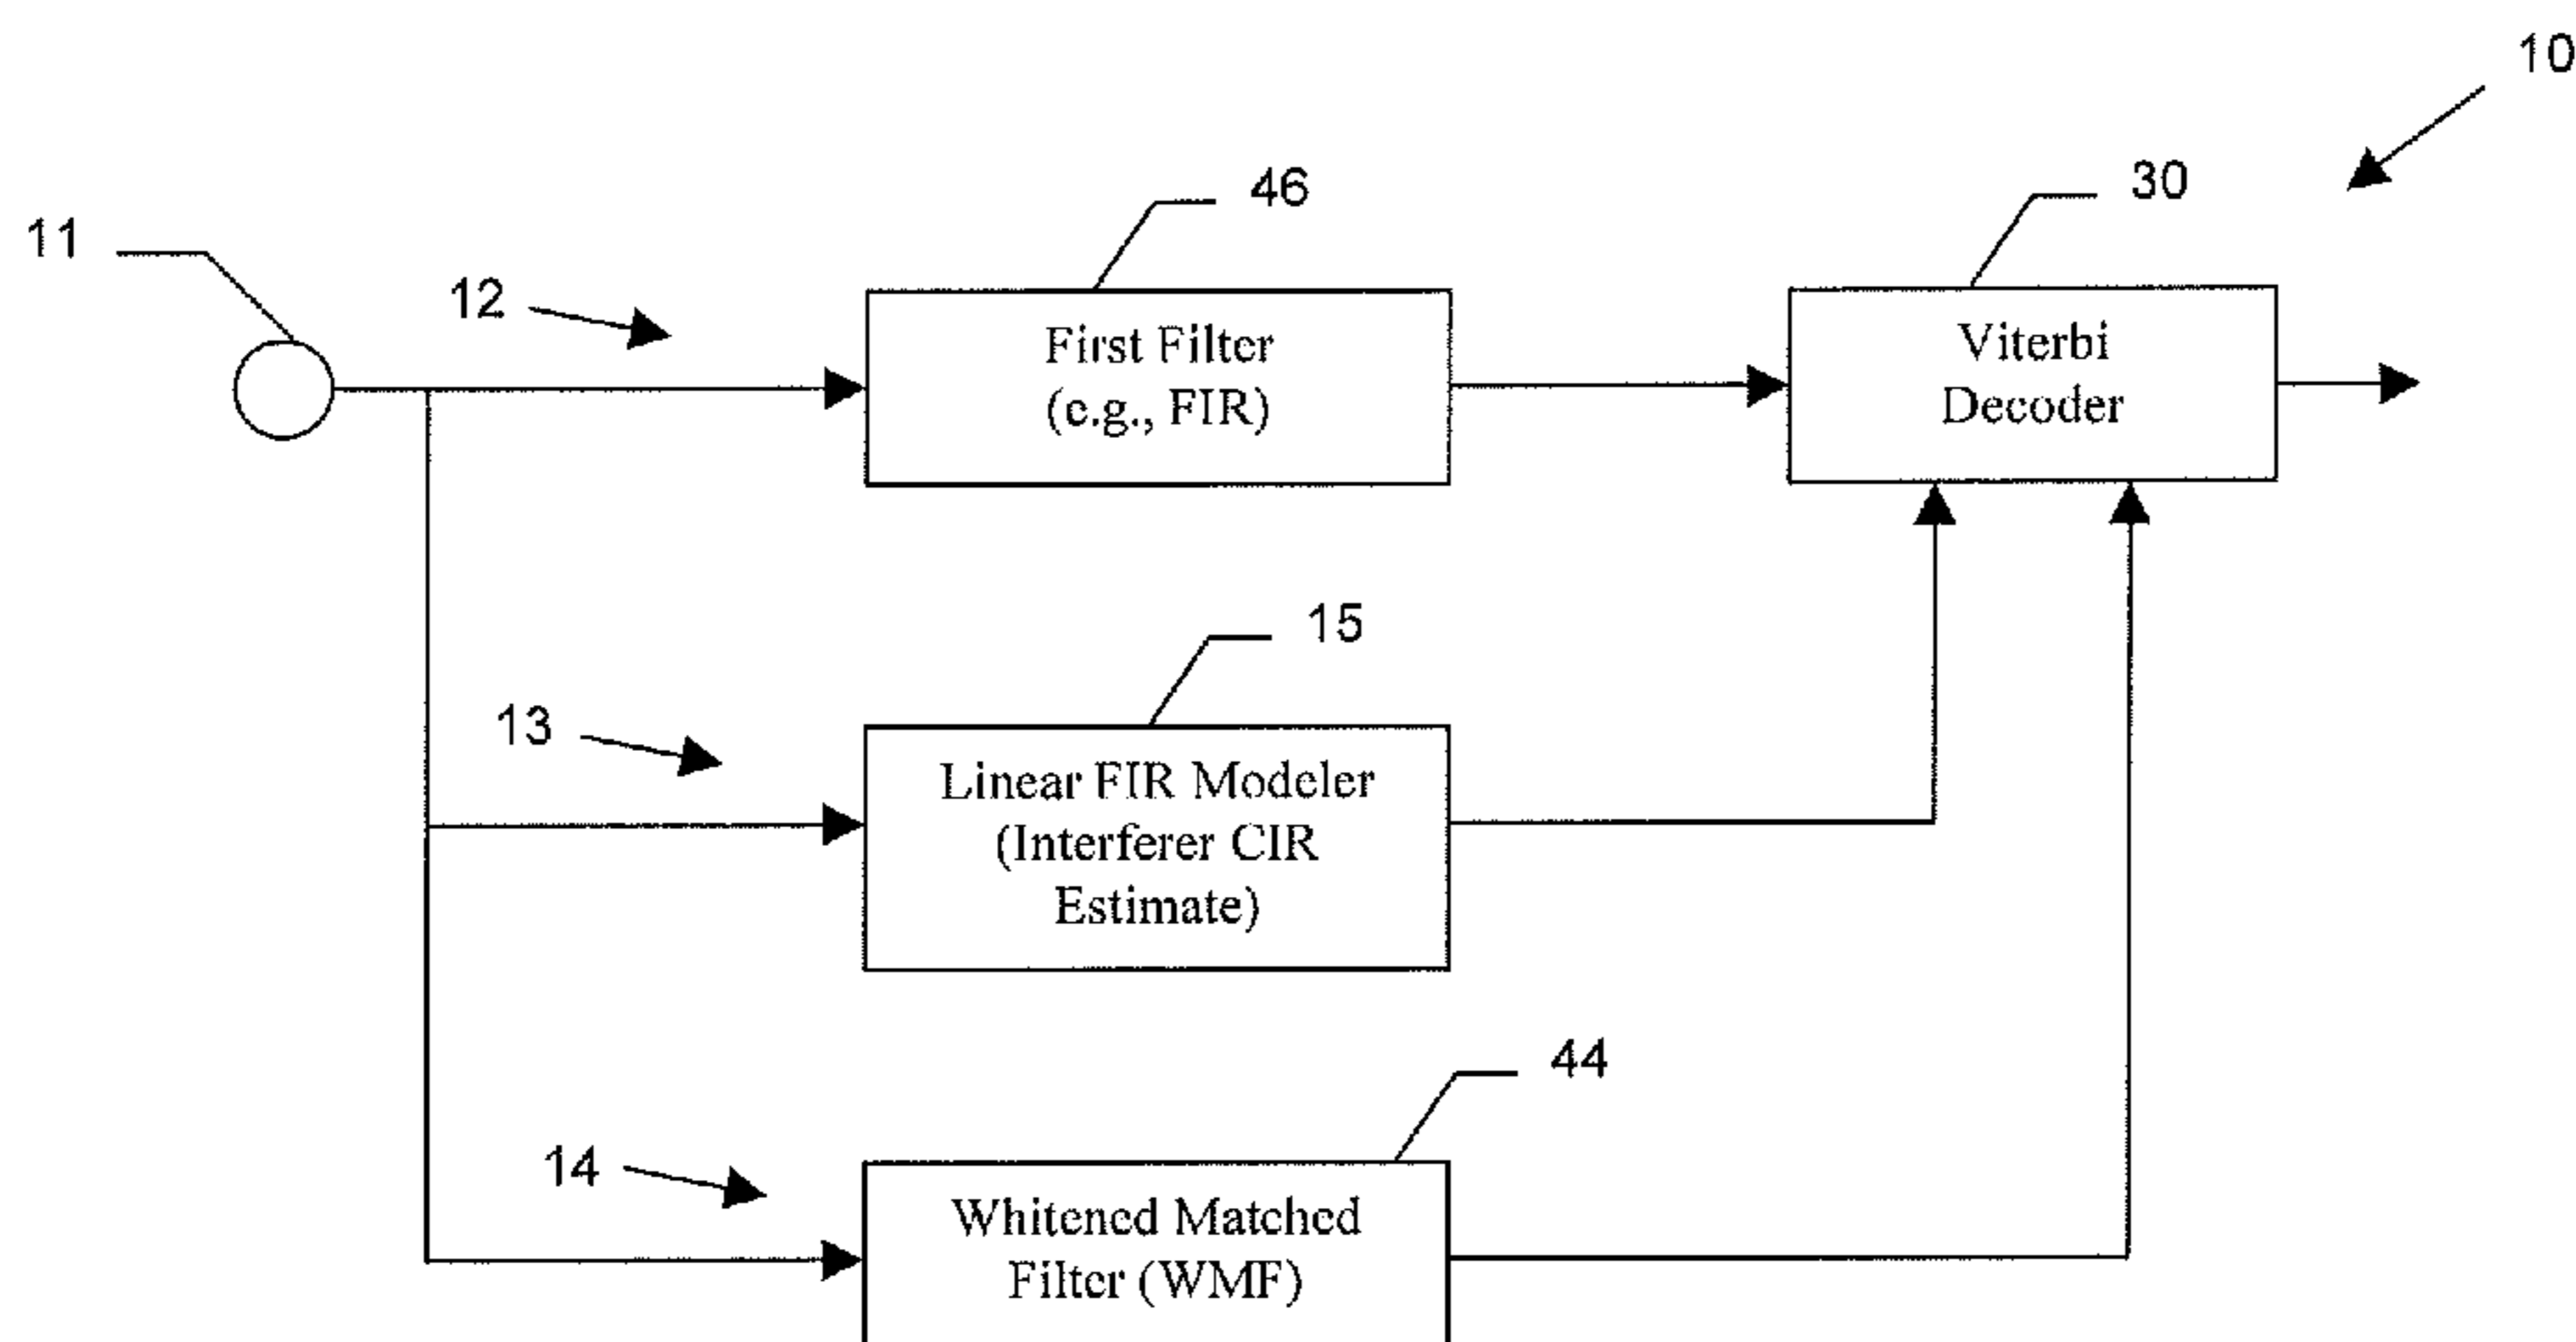 10
46
30
11
12
First Filter
(e.g., FIR)
Viterbi
Decoder
15
13
Linear FIR Modeler
(Interferer CIR
Estimate)
44
14
Whitened Matched
Filter (WMF)